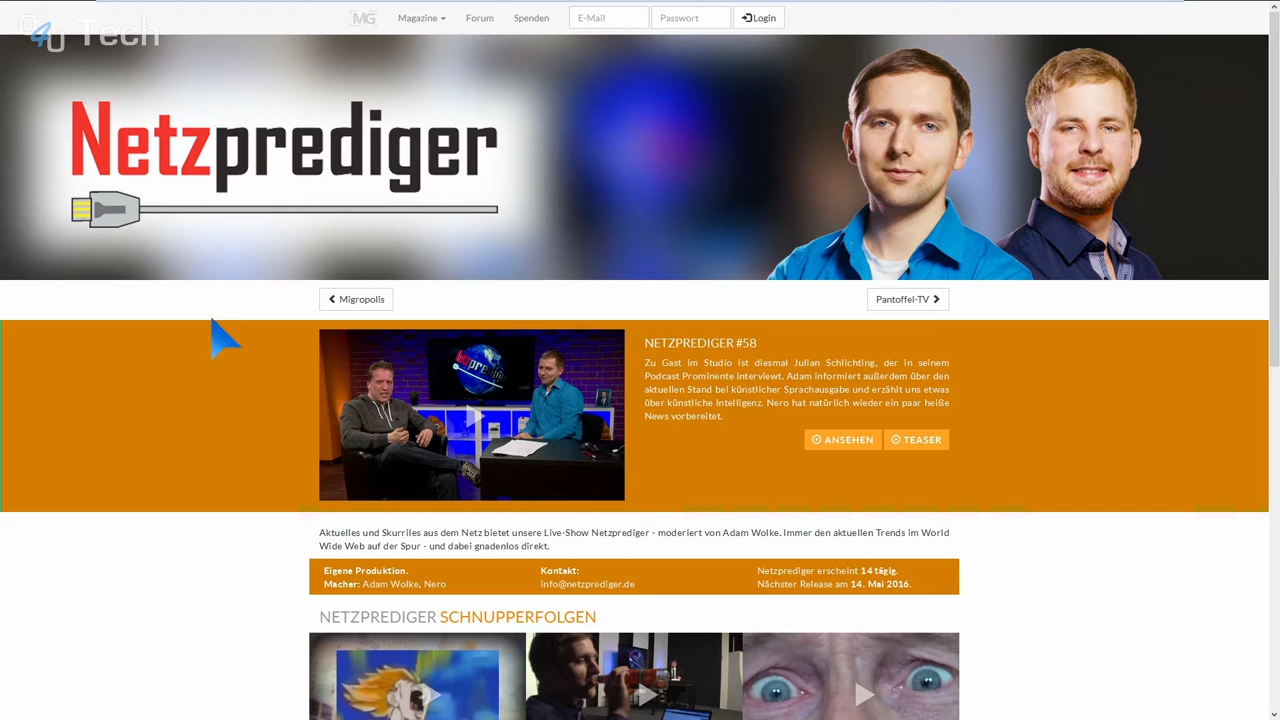 Q4U Tech
MG Magazine Forum Spenden E-Mail Passwort Login
Netzprediger
Migropolis
Pantoffel-TV
NETZPREDIGER #58
Zu Gast im Studio ist diesmal Julian Schlichting, der in seinem
Podcast Prominente interviewt. Adam informiert außerdem über den
aktuellen Stand bei künstlicher Sprachausgabe und erzählt uns etwas
über künstliche Intelligenz. Nero hat natürlich wieder ein paar heiße
News vorbereitet.
ANSEHEN TEASER
Aktuelles und Skurriles aus dem Netz bietet unsere Live-Show Netzprediger - moderiert von Adam Wolke. Immer den aktuellen Trends im World
Wide Web auf der Spur - und dabei gnadenlos direkt.
Eigene Produktion.
Macher: Adam Wolke, Nero
Kontakt:
info@netzprediger.de
Netzprediger erscheint 14 tägig.
Nächster Release am 14. Mai 2016.
NETZPREDIGER SCHNUPPERFOLGEN